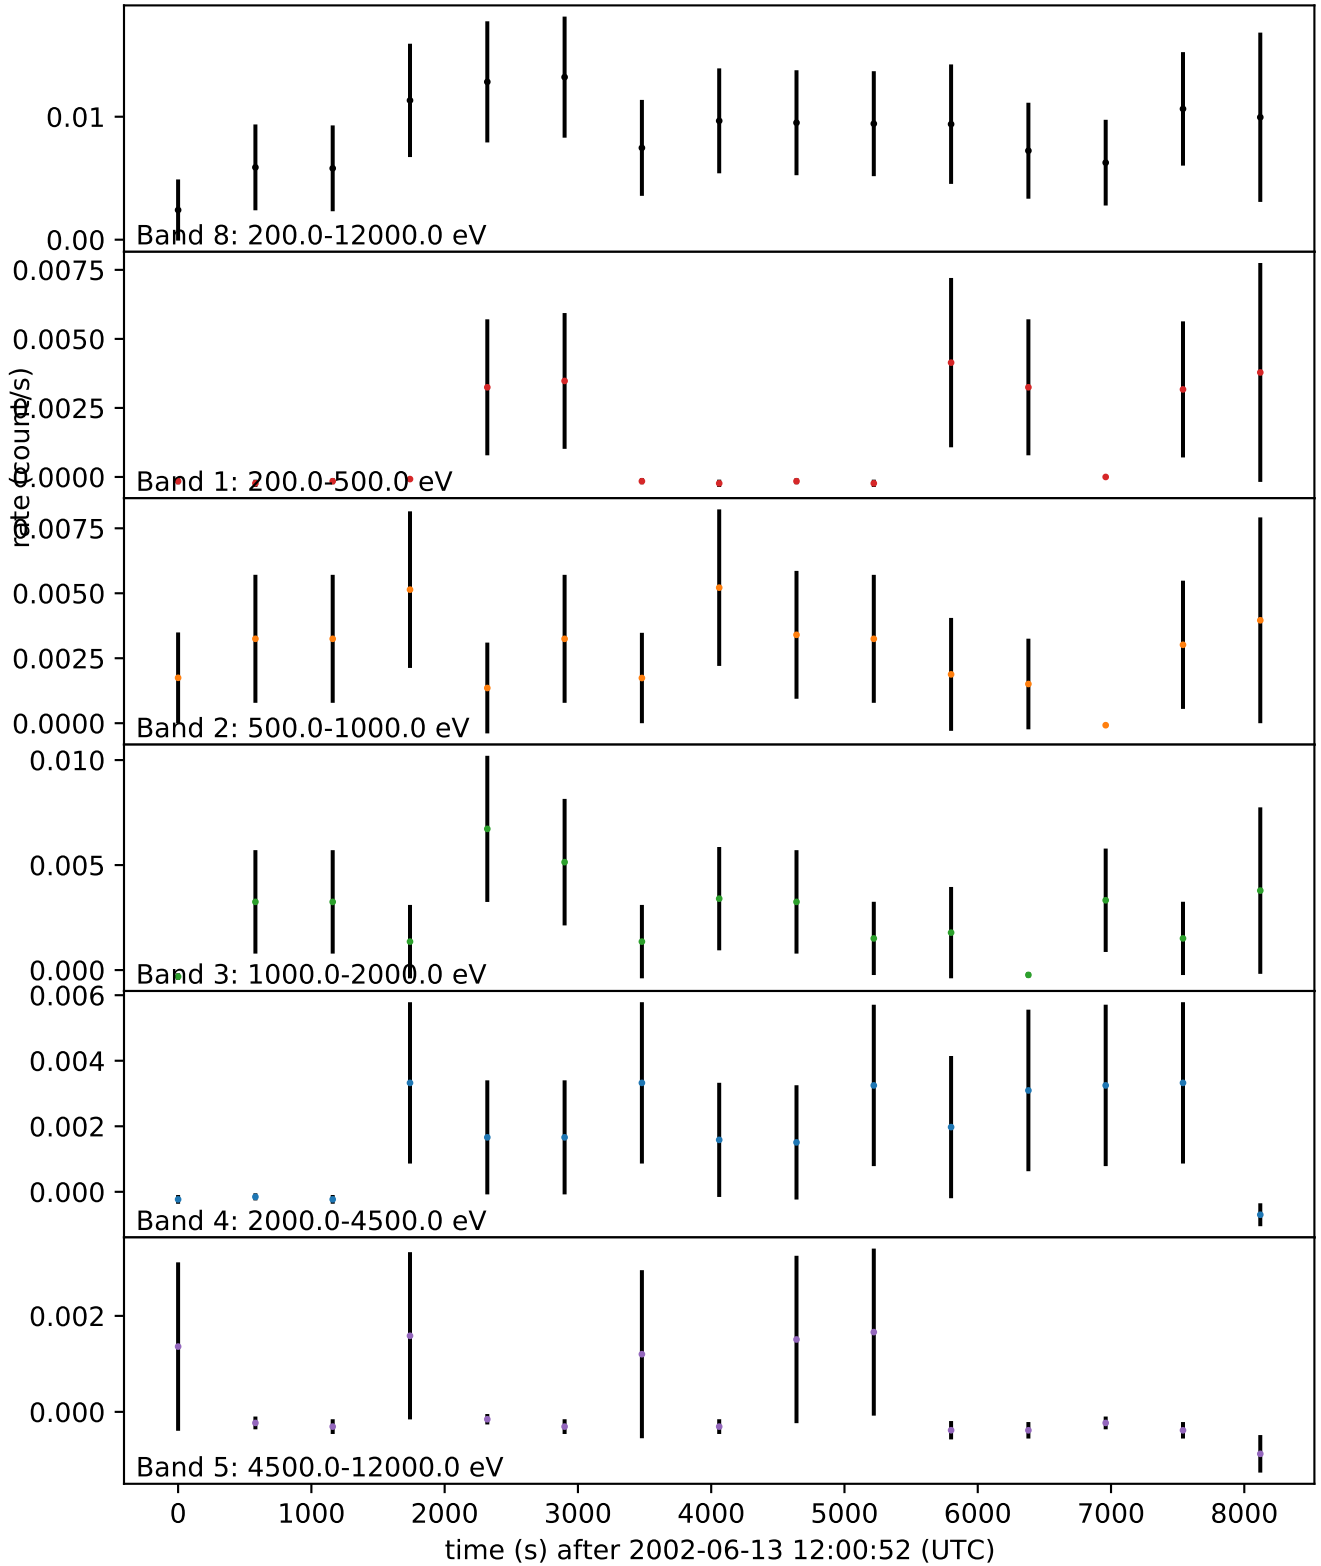 0.01
0.00
Band 8: 200.0-12000.0 eV
0.0075
0.0050
0.0025
0.0000
Band 1: 200.0-500.0 eV
rate (count/s)
0.0075
0.0050
0.0025
0.0000
Band 2: 500.0-1000.0 eV
0.010
0.005
0.000
Band 3: 1000.0-2000.0 eV
0.006
0.004
0.002
0.000
Band 4: 2000.0-4500.0 eV
0.002
0.000
Band 5: 4500.0-12000.0 eV
0 1000 2000 3000 4000 5000 6000 7000 8000
time (s) after 2002-06-13 12:00:52 (UTC)